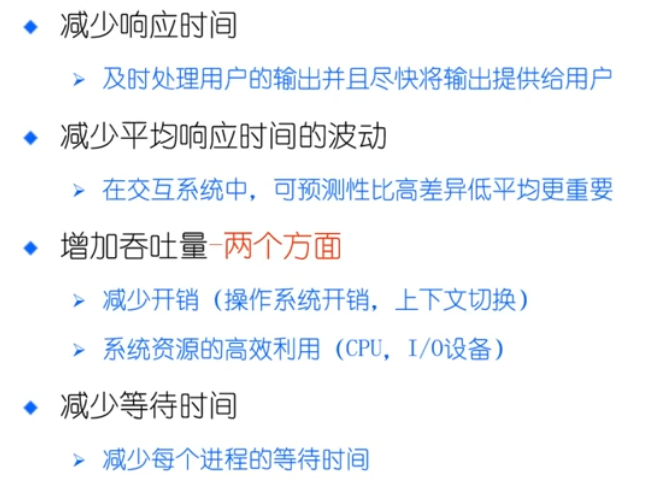 减少响应时间
及时处理用户的输出并且尽快将输出提供给用户
减少平均响应时间的波动
在交互系统中，可预测性比高差异低平均更重要
增加吞吐量-两个方面
减少开销（操作系统开销，上下文切换）
系统资源的高效利用（CPU，I/O设备）
减少等待时间
减少每个进程的等待时间